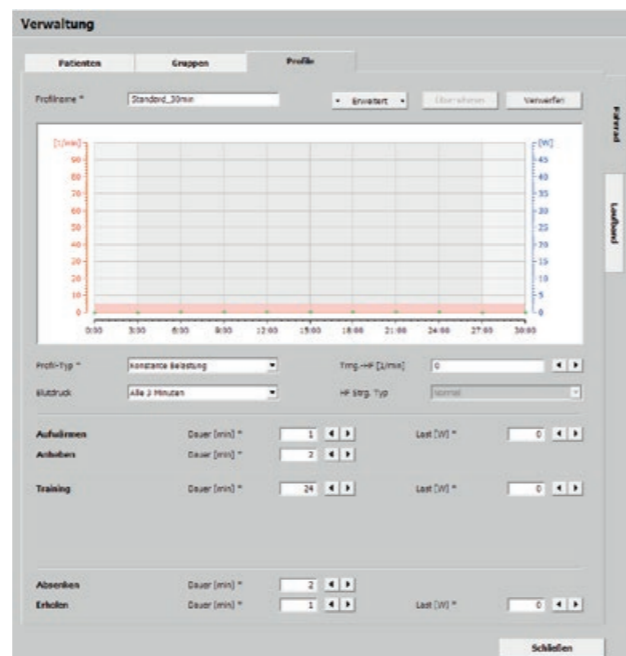 Verwaltung
Patienten Gruppen Profile
Profilname * Standard_30min - Erweitert - Übernehmen Verwerfen
Fahrrad
Laufband
[1/min] [W]
90 45
80 40
70 35
60 30
50 25
40 20
30 15
20 10
10 5
0 0
0:00 3:00 6:00 9:00 12:00 15:00 18:00 21:00 24:00 27:00 30:00
Profil-Typ * Konstante Belastung Trng.-HF [1/min] 0
Blutdruck Alle 3 Minuten HF Strg. Typ Normal
Aufwärmen Dauer [min] * 1 Last [W] * 0
Anheben Dauer [min] * 2
Training Dauer [min] * 24 Last [W] * 0
Absenken Dauer [min] * 2
Erholen Dauer [min] * 1 Last [W] * 0
Schließen